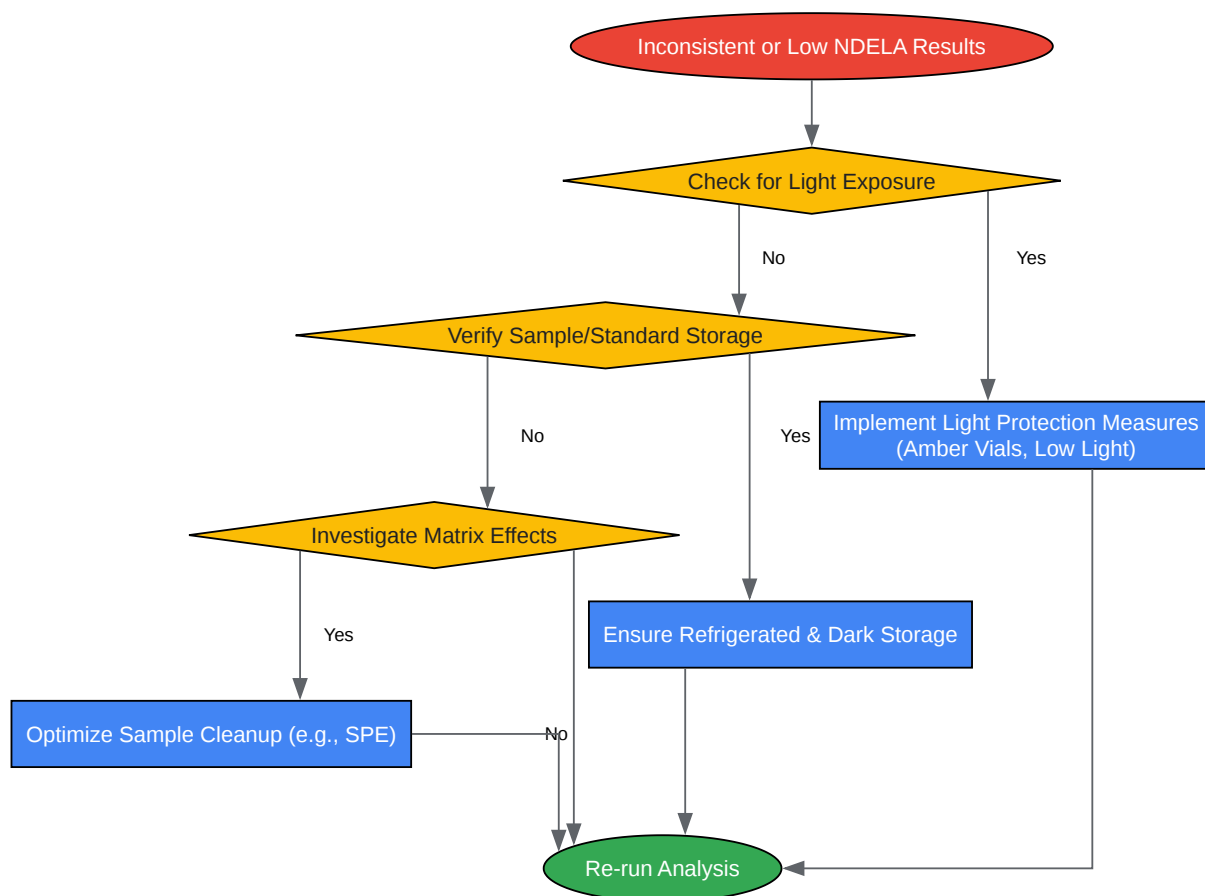 Inconsistent or Low NDELA Results
Check for Light Exposure
No
Yes
Verify Sample/Standard Storage
Implement Light Protection Measures
(Amber Vials, Low Light)
No
Yes
Investigate Matrix Effects
Yes
Ensure Refrigerated & Dark Storage
Optimize Sample Cleanup (e.g., SPE)
No
Re-run Analysis